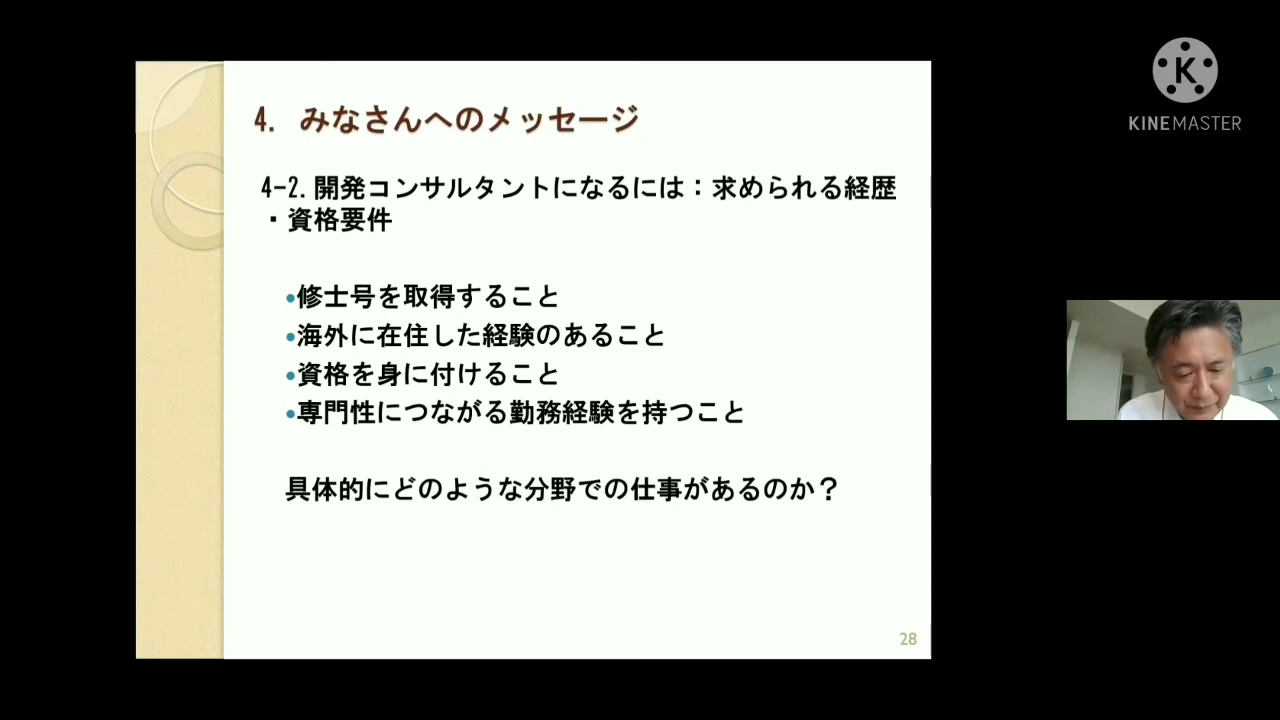 4. みなさんへのメッセージ
4-2.開発コンサルタントになるには：求められる経歴
・資格要件
•修士号を取得すること
•海外に在住した経験のあること
•資格を身に付けること
•専門性につながる勤務経験を持つこと
具体的にどのような分野での仕事があるのか？
28
K
KINEMASTER